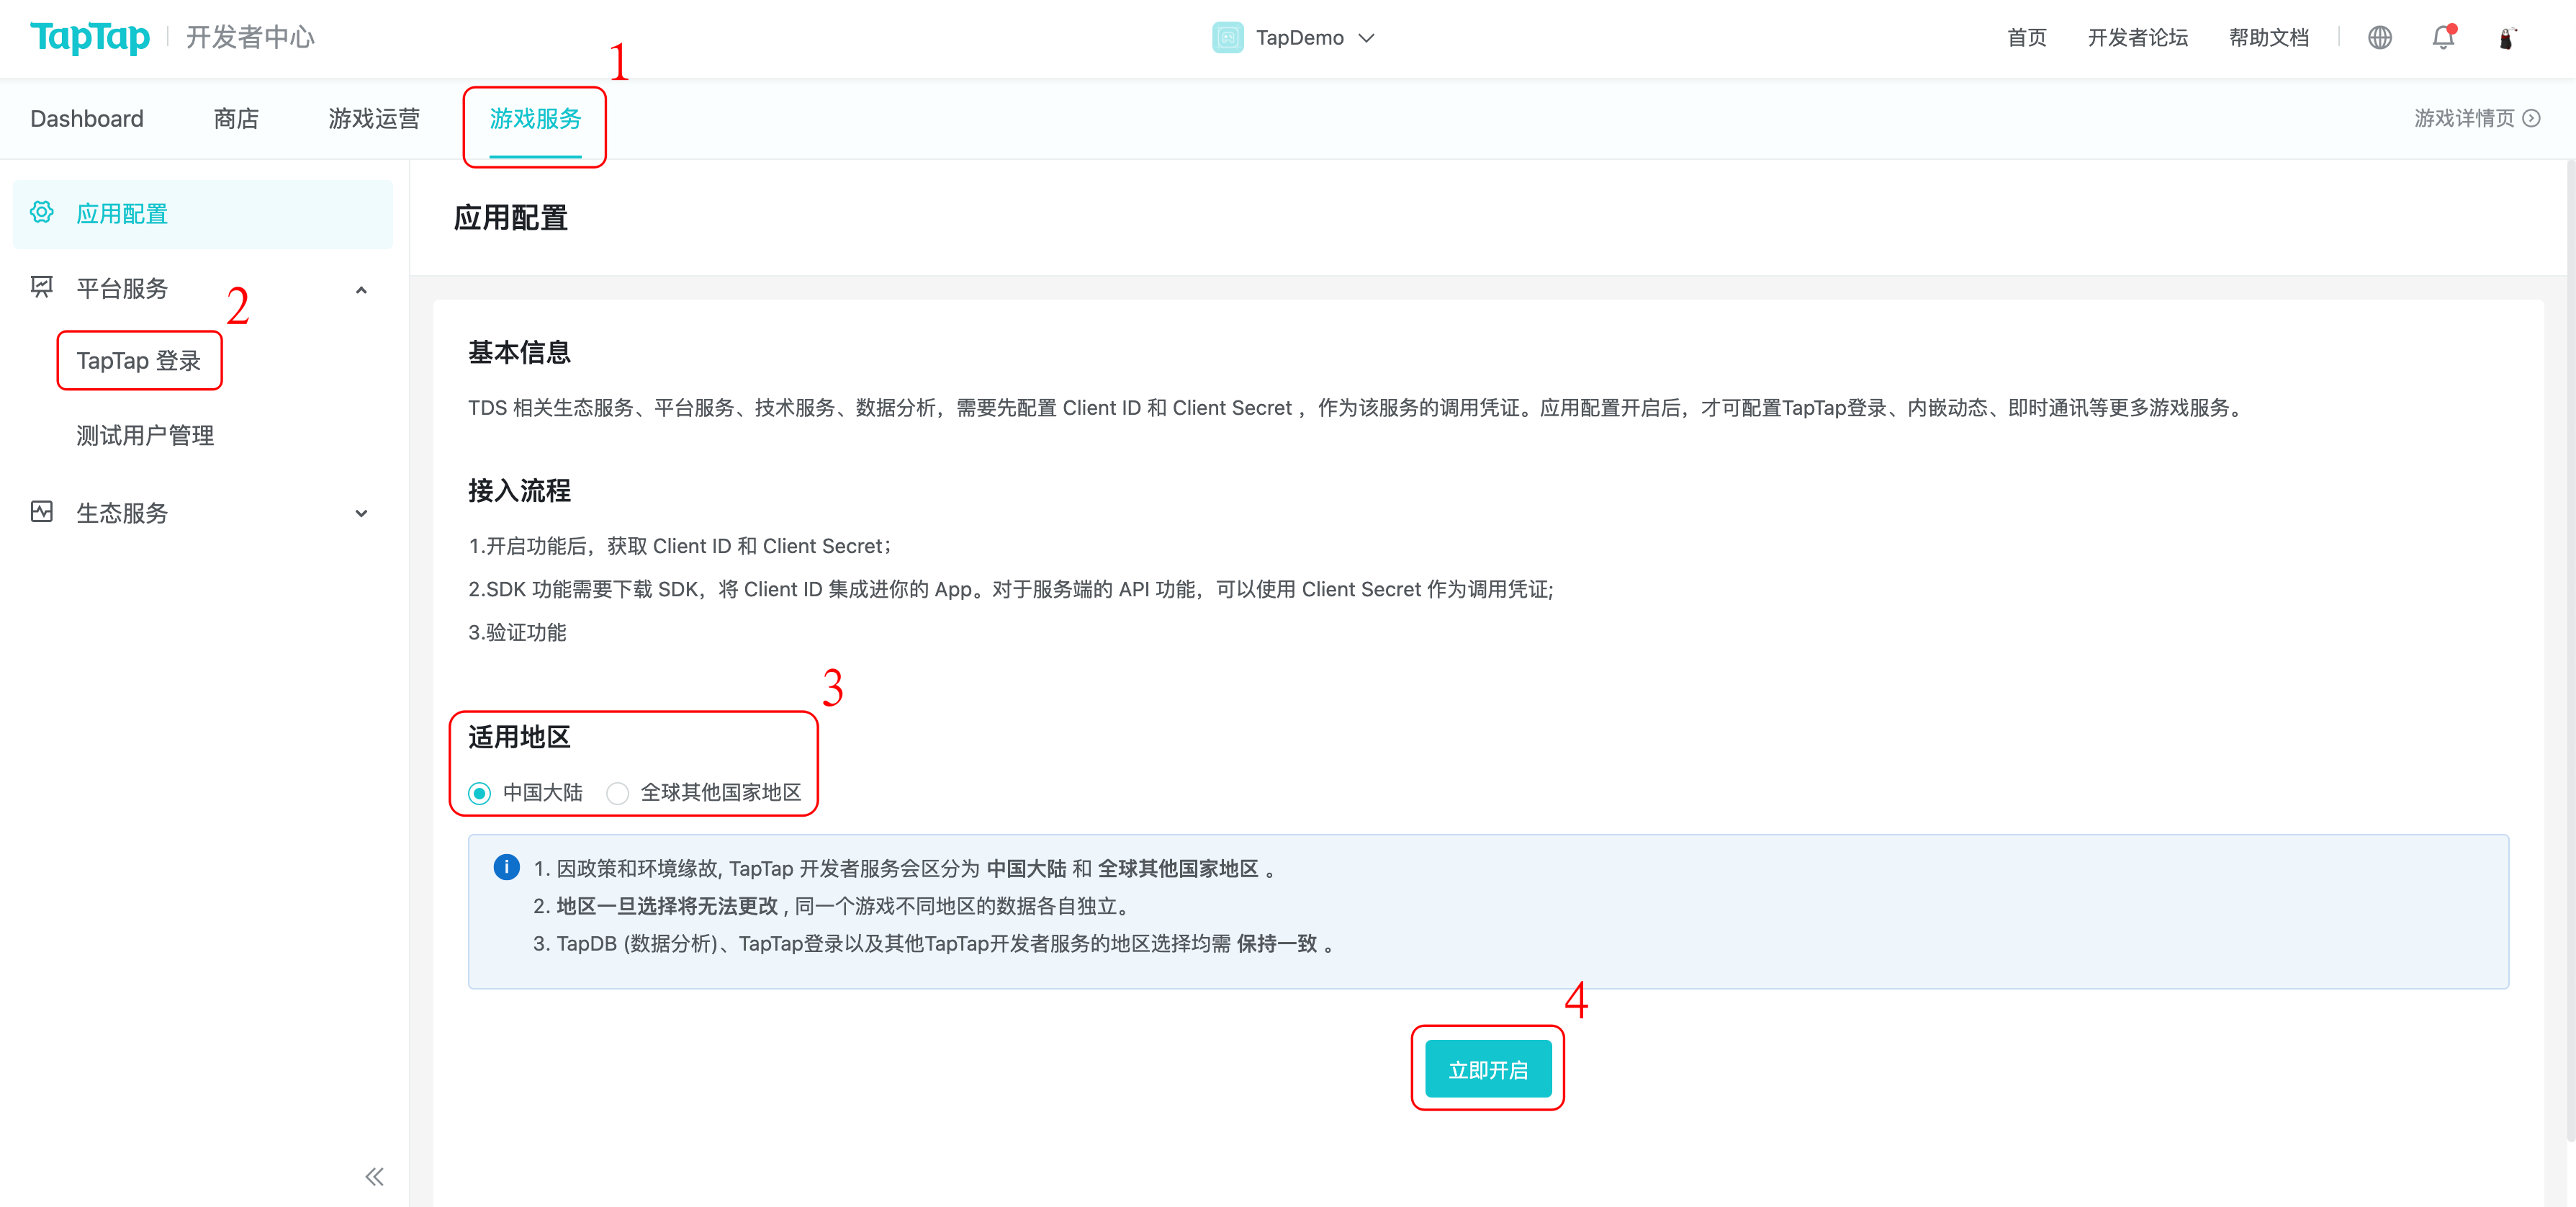 TapTap 开发者中心 TapDemo 首页 开发者论坛 帮助文档
1
Dashboard 商店 游戏运营 游戏服务 游戏详情页
应用配置
平台服务
2
TapTap 登录
测试用户管理
生态服务
应用配置
基本信息
TDS 相关生态服务、平台服务、技术服务、数据分析，需要先配置 Client ID 和 Client Secret ，作为该服务的调用凭证。应用配置开启后，才可配置TapTap登录、内嵌动态、即时通讯等更多游戏服务。
接入流程
1.开启功能后，获取 Client ID 和 Client Secret；
2.SDK 功能需要下载 SDK，将 Client ID 集成进你的 App。对于服务端的 API 功能，可以使用 Client Secret 作为调用凭证;
3.验证功能
3
适用地区
中国大陆 全球其他国家地区
1. 因政策和环境缘故, TapTap 开发者服务会区分为 中国大陆 和 全球其他国家地区 。
2. 地区一旦选择将无法更改 , 同一个游戏不同地区的数据各自独立。
3. TapDB (数据分析)、TapTap登录以及其他TapTap开发者服务的地区选择均需 保持一致 。
4
立即开启